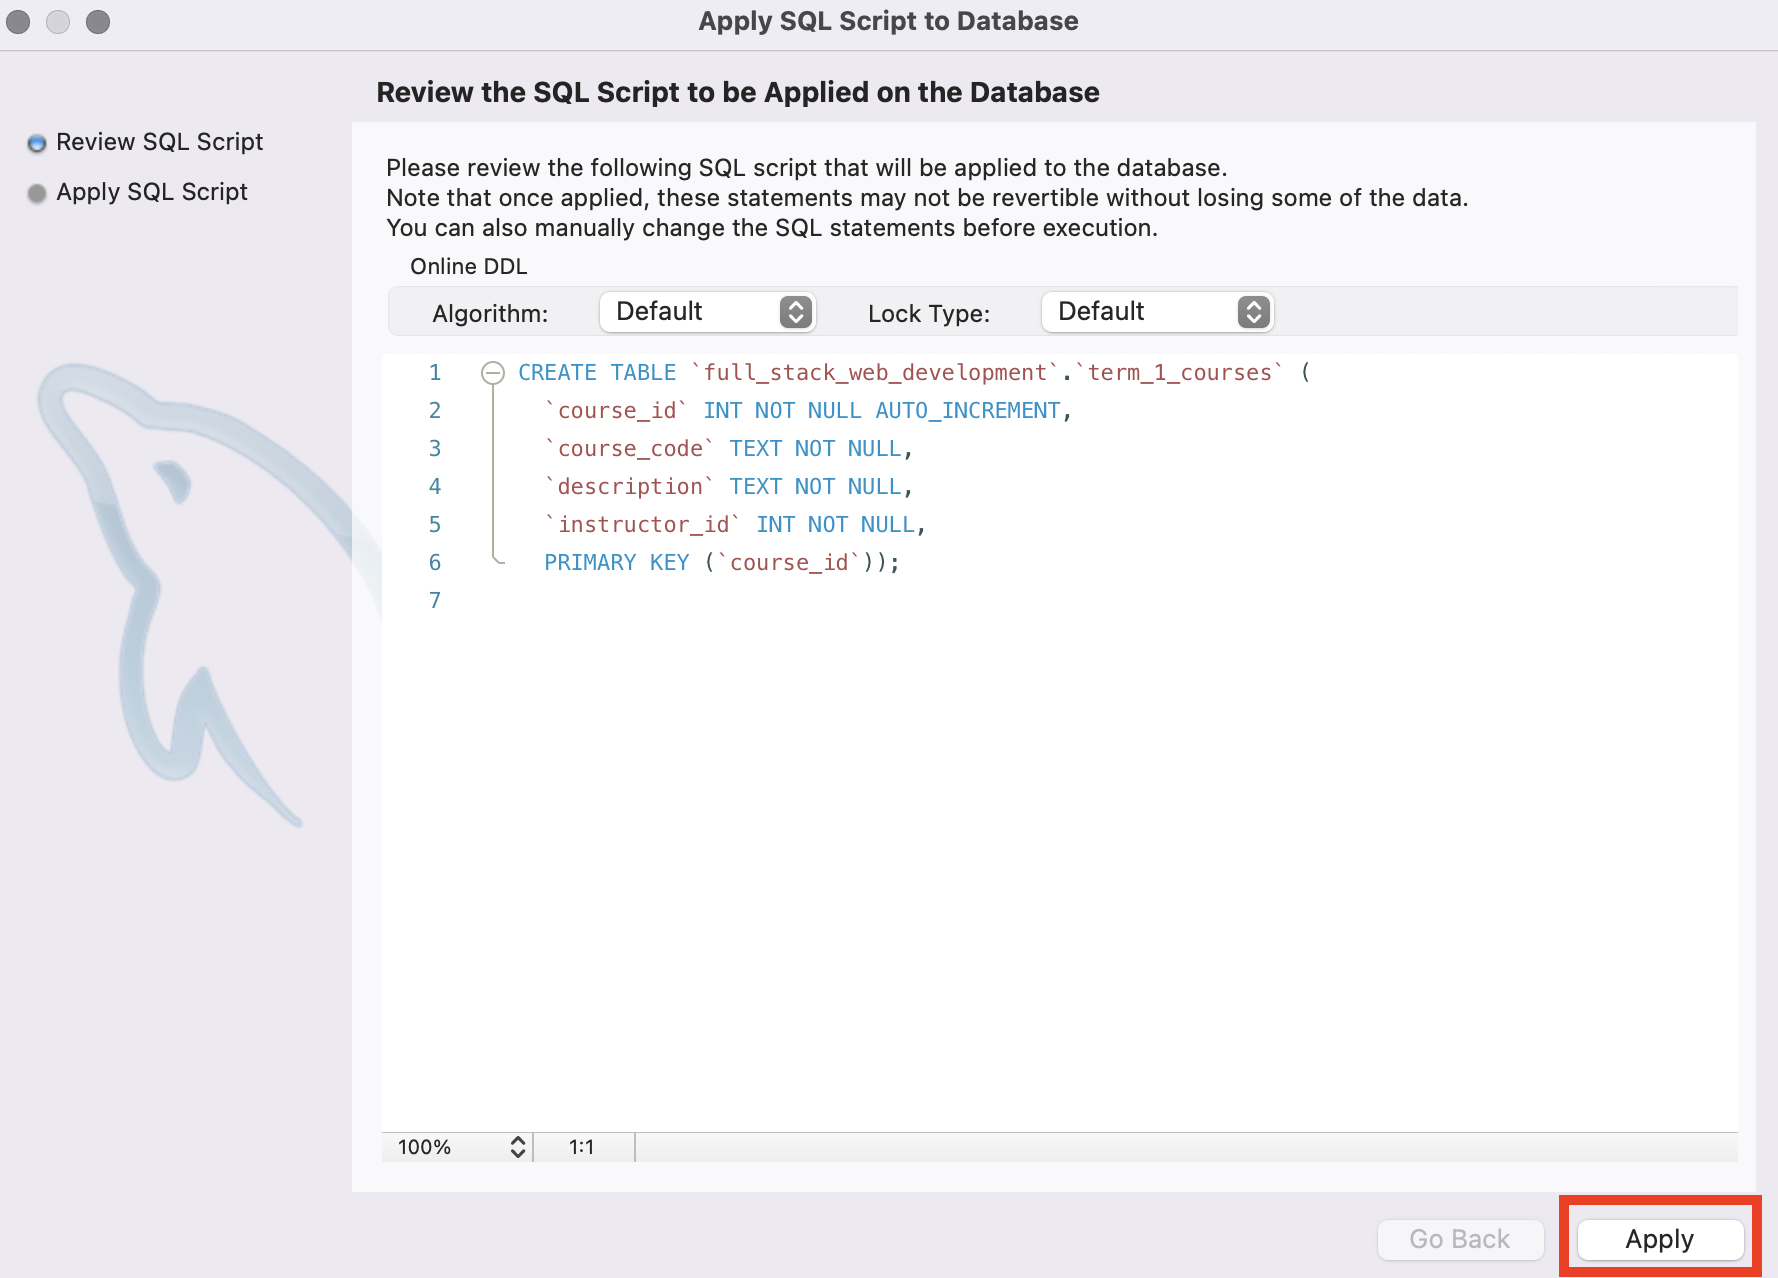 Apply SQL Script to Database
Review the SQL Script to be Applied on the Database
Review SQL Script
Apply SQL Script
Please review the following SQL script that will be applied to the database.
Note that once applied, these statements may not be revertible without losing some of the data.
You can also manually change the SQL statements before execution.
Online DDL
Algorithm: Default Lock Type: Default
1 CREATE TABLE `full_stack_web_development`.`term_1_courses` (
2 `course_id` INT NOT NULL AUTO_INCREMENT,
3 `course_code` TEXT NOT NULL,
4 `description` TEXT NOT NULL,
5 `instructor_id` INT NOT NULL,
6 PRIMARY KEY (`course_id`));
7
100% 1:1
Go Back Apply